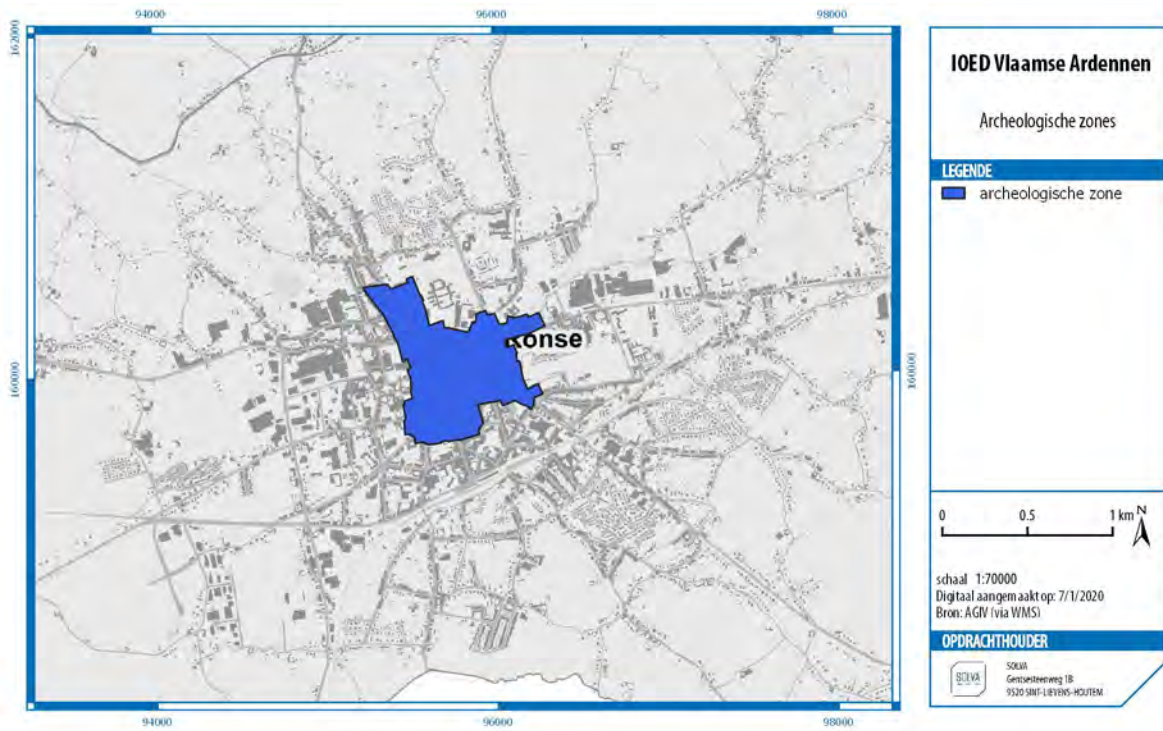 94000
96000
98000
162000
160000
Ronse
160000
94000
96000
98000
IOED Vlaamse Ardennen
Archeologische zones
LEGENDE
archeologische zone
0 0.5 1 km N
schaal 1:70000
Digitaal aangemaakt op: 7/1/2020
Bron: AGIV (via WMS)
OPDRACHTHOUDER
SOLVA
SOLVA
Gentsesteenweg 1B
9520 SINT-LIEVENS-HOUTEM